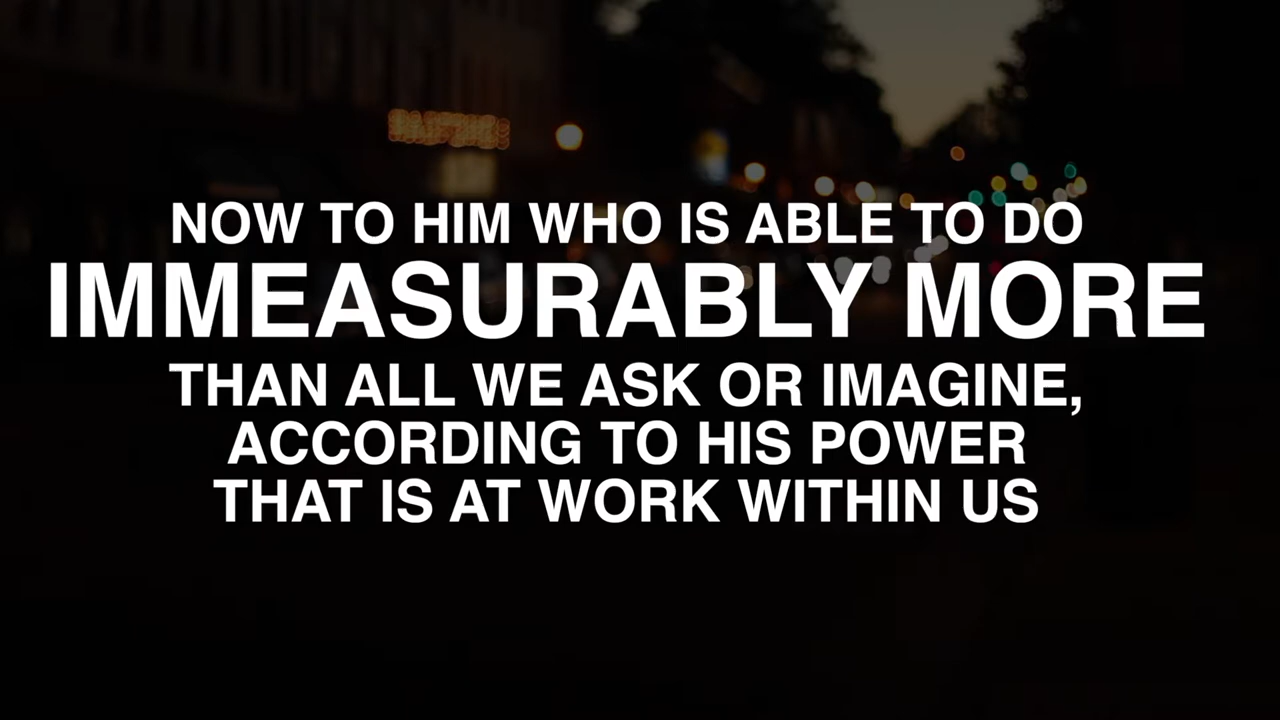 NOW TO HIM WHO IS ABLE TO DO
IMMEASURABLY MORE
THAN ALL WE ASK OR IMAGINE,
ACCORDING TO HIS POWER
THAT IS AT WORK WITHIN US